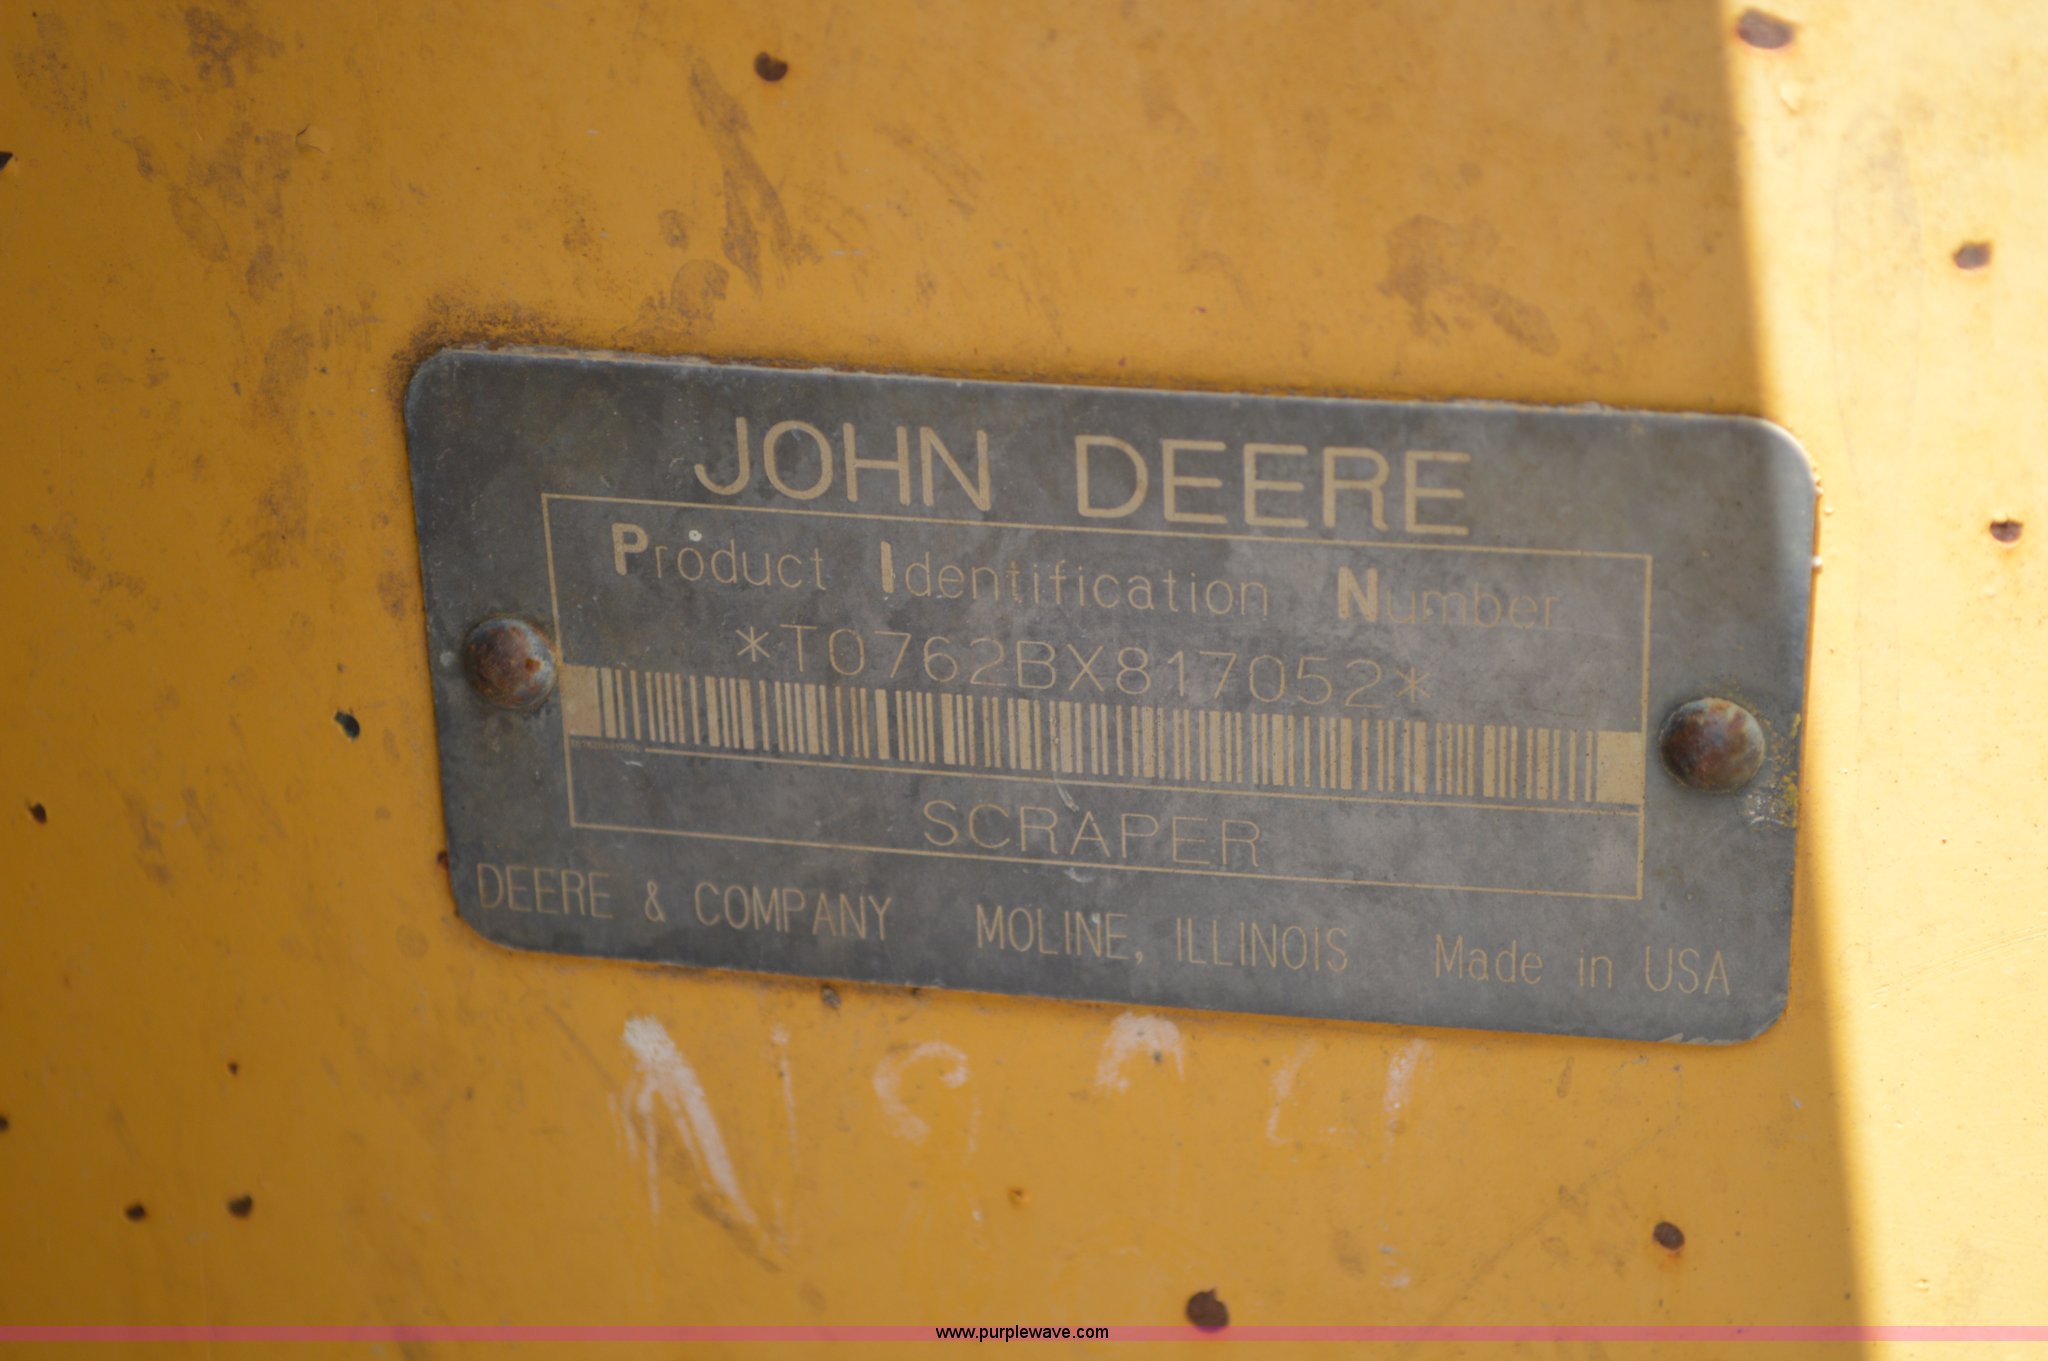 JOHN DEERE
Product Identification Number
*T0762BX817052*
SCRAPER
DEERE & COMPANY MOLINE, ILLINOIS Made in USA
www.purplewave.com